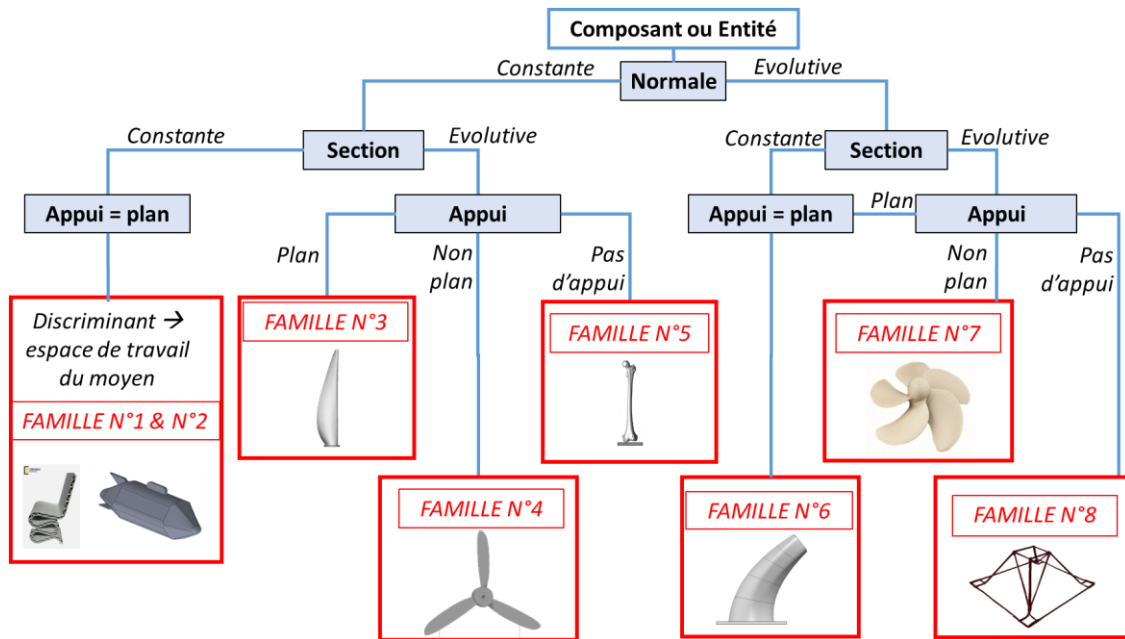 Composant ou Entité
Constante
Normale
Evolutive
Constante
Section
Evolutive
Constante
Section
Evolutive
Appui = plan
Appui
Appui = plan
Plan
Appui
Plan
Non
plan
Pas
d'appui
Non
plan
Pas
d'appui
Discriminant →
espace de travail
du moyen
FAMILLE N°1 & N°2
FAMILLE N°3
FAMILLE N°5
FAMILLE N°7
FAMILLE N°4
FAMILLE N°6
FAMILLE N°8